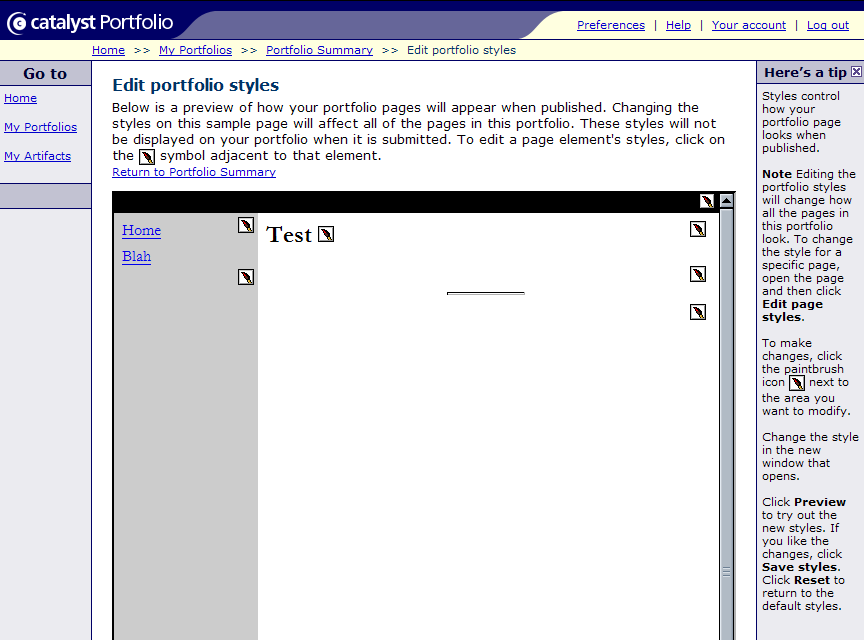 catalyst Portfolio
Preferences | Help | Your account | Log out
Home >> My Portfolios >> Portfolio Summary >> Edit portfolio styles
Go to
Home
My Portfolios
My Artifacts
Edit portfolio styles
Below is a preview of how your portfolio pages will appear when published. Changing the
styles on this sample page will affect all of the pages in this portfolio. These styles will not
be displayed on your portfolio when it is submitted. To edit a page element's styles, click on
the symbol adjacent to that element.
Return to Portfolio Summary
Home
Blah
Test
Here's a tip
Styles control
how your
portfolio page
looks when
published.
Note Editing the
portfolio styles
will change how
all the pages in
this portfolio
look. To change
the style for a
specific page,
open the page
and then click
Edit page
styles.
To make
changes, click
the paintbrush
icon next to
the area you
want to modify.
Change the style
in the new
window that
opens.
Click Preview
to try out the
new styles. If
you like the
changes, click
Save styles.
Click Reset to
return to the
default styles.